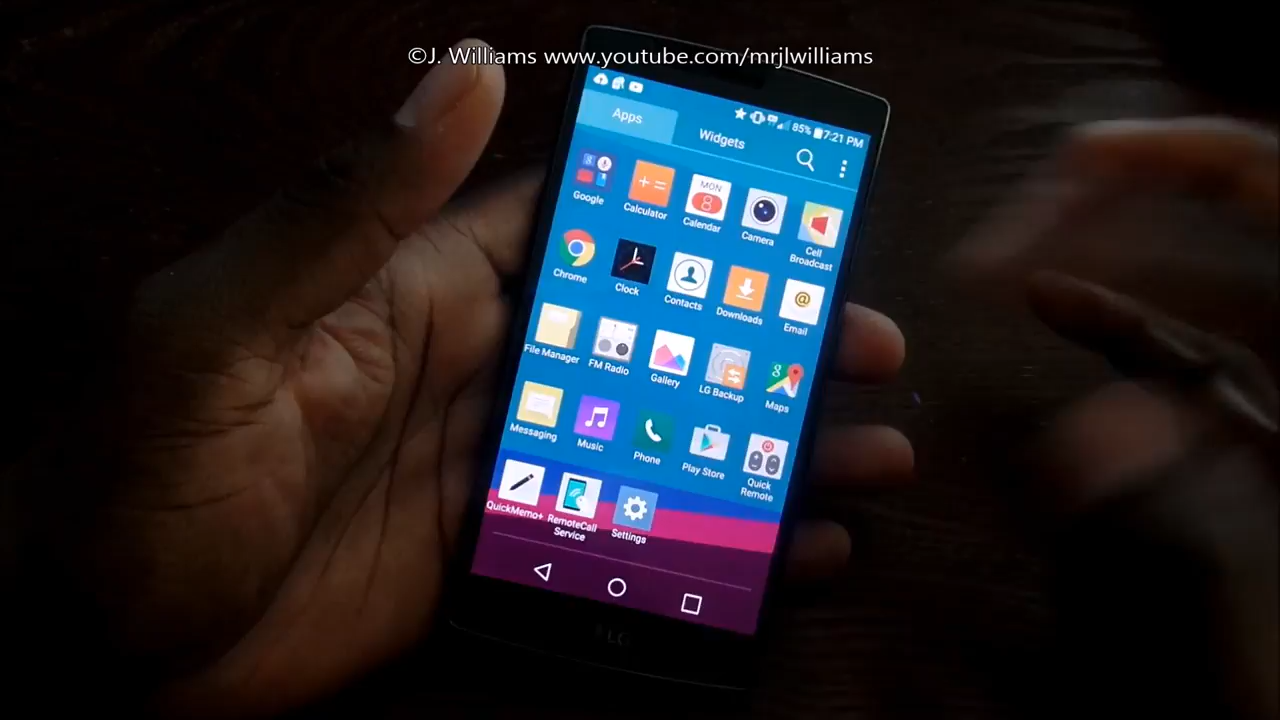 ©J. Williams www.youtube.com/mrjlwilliams
85% 7:21 PM
Apps
Widgets
MON
8
Google
Calculator
Calendar
Camera
Cell
Broadcast
Chrome
Clock
Contacts
Downloads
Email
File Manager
FM Radio
Gallery
LG Backup
Maps
Messaging
Music
Phone
Play Store
Quick
Remote
QuickMemo+
RemoteCall
Service
Settings
LG